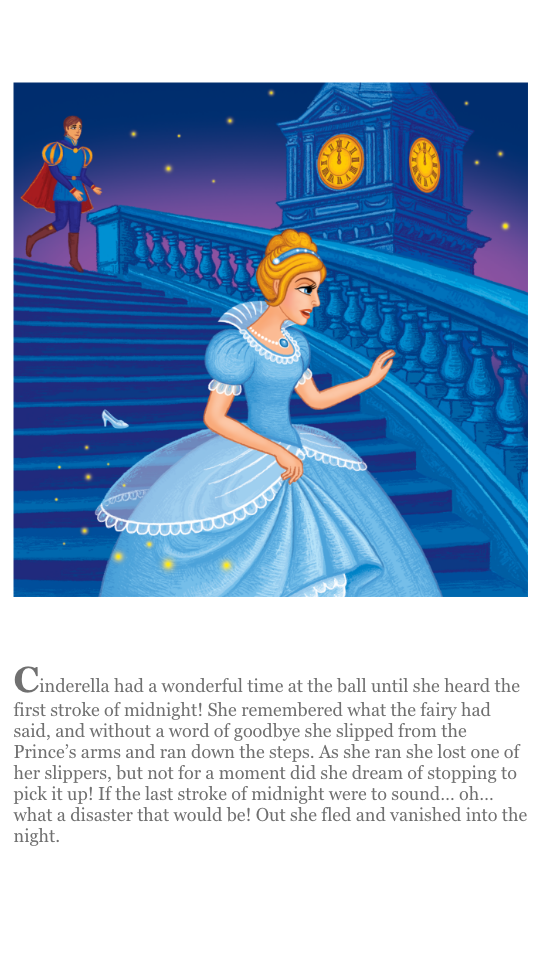 Cinderella had a wonderful time at the ball until she heard the
first stroke of midnight! She remembered what the fairy had
said, and without a word of goodbye she slipped from the
Prince’s arms and ran down the steps. As she ran she lost one of
her slippers, but not for a moment did she dream of stopping to
pick it up! If the last stroke of midnight were to sound... oh...
what a disaster that would be! Out she fled and vanished into the
night.